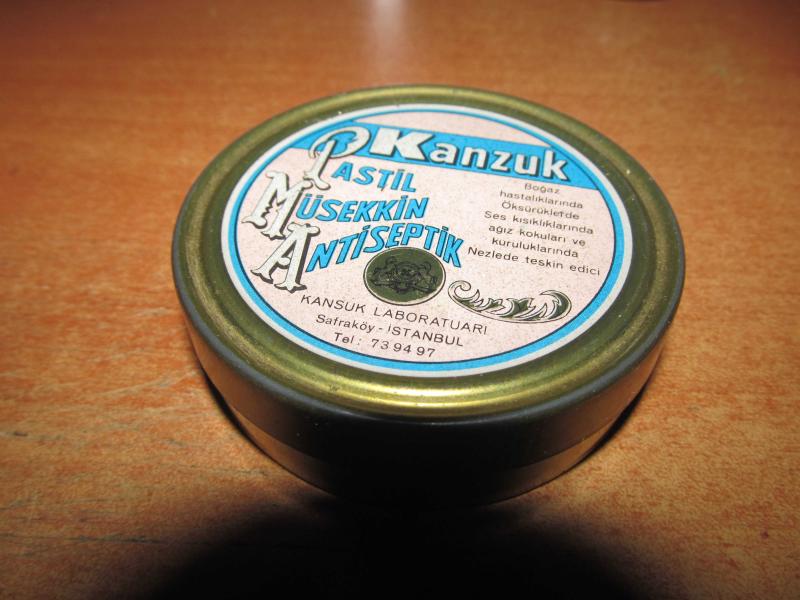 Kanzuk
PASTİL
MÜSEKKİN
ANTİSEPTİK
Boğaz
hastalıklarında
Öksürüklerde
Ses kısıklıklarında
ağız kokuları ve
kuruluklarında
Nezlede teskin edici
KANSUK LABORATUARI
Safraköy - İSTANBUL
Tel : 73 94 97